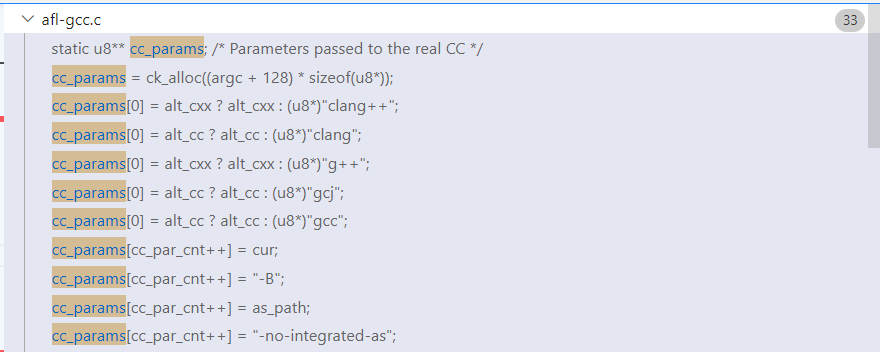 afl-gcc.c 33
static u8** cc_params; /* Parameters passed to the real CC */
cc_params = ck_alloc((argc + 128) * sizeof(u8*));
cc_params[0] = alt_cxx ? alt_cxx : (u8*)"clang++";
cc_params[0] = alt_cc ? alt_cc : (u8*)"clang";
cc_params[0] = alt_cxx ? alt_cxx : (u8*)"g++";
cc_params[0] = alt_cc ? alt_cc : (u8*)"gcj";
cc_params[0] = alt_cc ? alt_cc : (u8*)"gcc";
cc_params[cc_par_cnt++] = cur;
cc_params[cc_par_cnt++] = "-B";
cc_params[cc_par_cnt++] = as_path;
cc_params[cc_par_cnt++] = "-no-integrated-as";